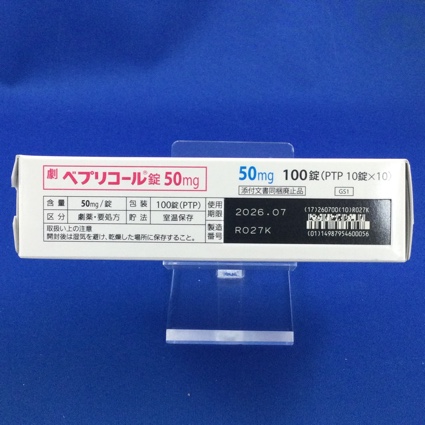 劇 ベプリコール®錠 50mg
50mg 100錠(PTP 10錠×10)
添付文書同梱廃止品 GS1
含量 50mg/錠 包装 100錠(PTP)
区分 劇薬・要処方 貯法 室温保存
取扱い上の注意
開封後は湿気を避け、乾燥した場所に保存すること。
使用期限 2026.07
製造番号 R027K
(17)260700(10)R027K
(01)14987954600056